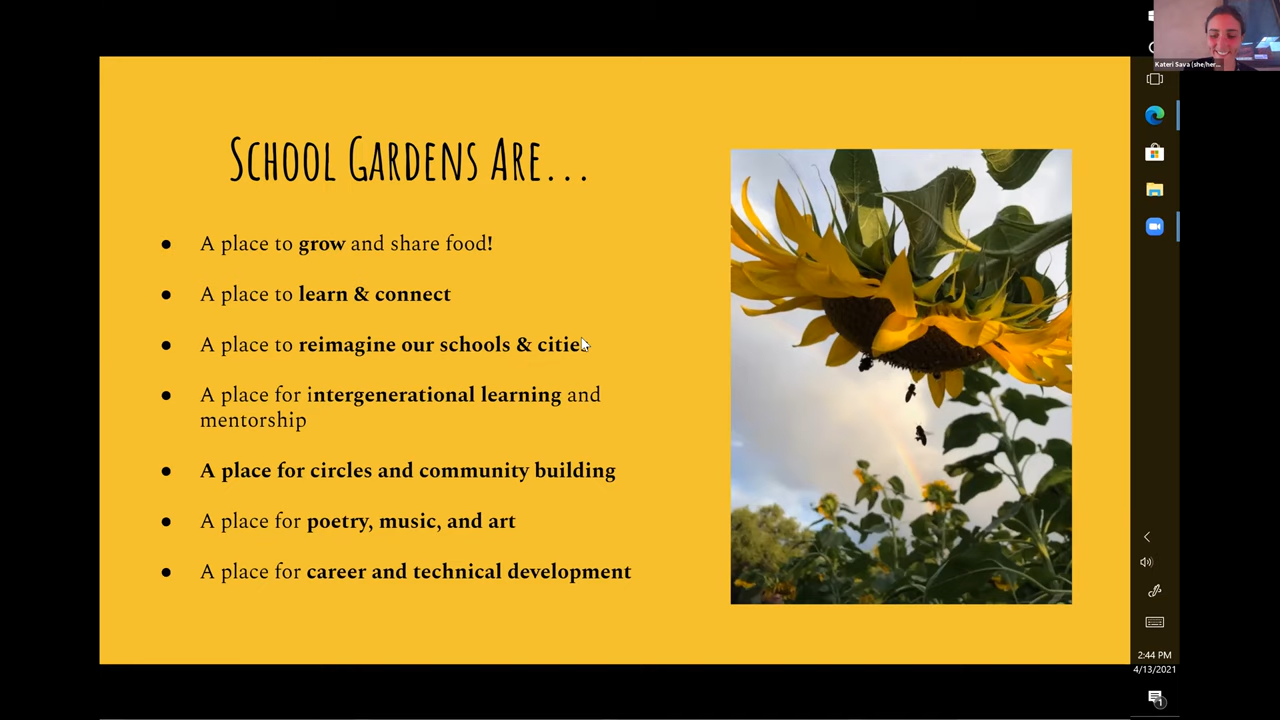 Kateri Sava (she/her...
School Gardens Are...
● A place to grow and share food!
● A place to learn & connect
● A place to reimagine our schools & cities
● A place for intergenerational learning and
mentorship
● A place for circles and community building
● A place for poetry, music, and art
● A place for career and technical development
2:44 PM
4/13/2021
1